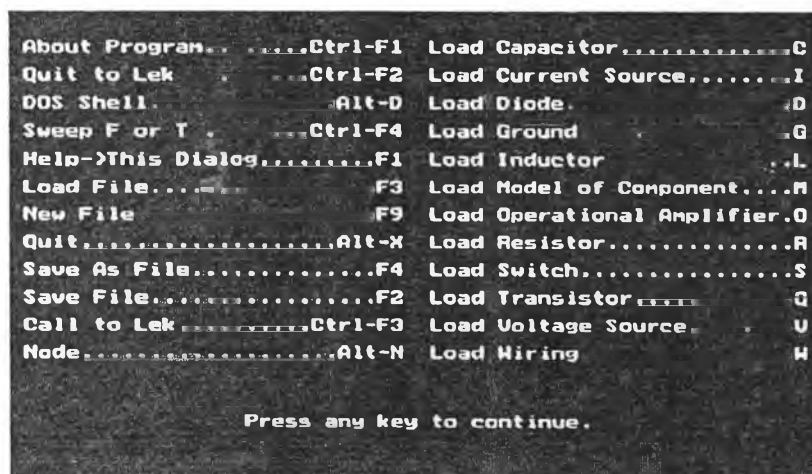 About Program.. .....Ctrl-F1 Load Capacitor..............C
Quit to Lek . ....Ctrl-F2 Load Current Source.......I
DOS Shell. Alt-D Load Diode. D
Sweep F or T . ...Ctrl-F4 Load Ground .G
Help->This Dialog.........F1 Load Inductor ..L
Load File.... F3 Load Model of Component....M
New File F9 Load Operational Amplifier.O
Quit...................Alt-X Load Resistor..............R
Save As File..............F4 Load Switch................S
Save File.................F2 Load Transistor........Q
Call to Lek ..........Ctrl-F3 Load Voltage Source. . V
Node...................Alt-N Load Wiring W
Press any key to continue.